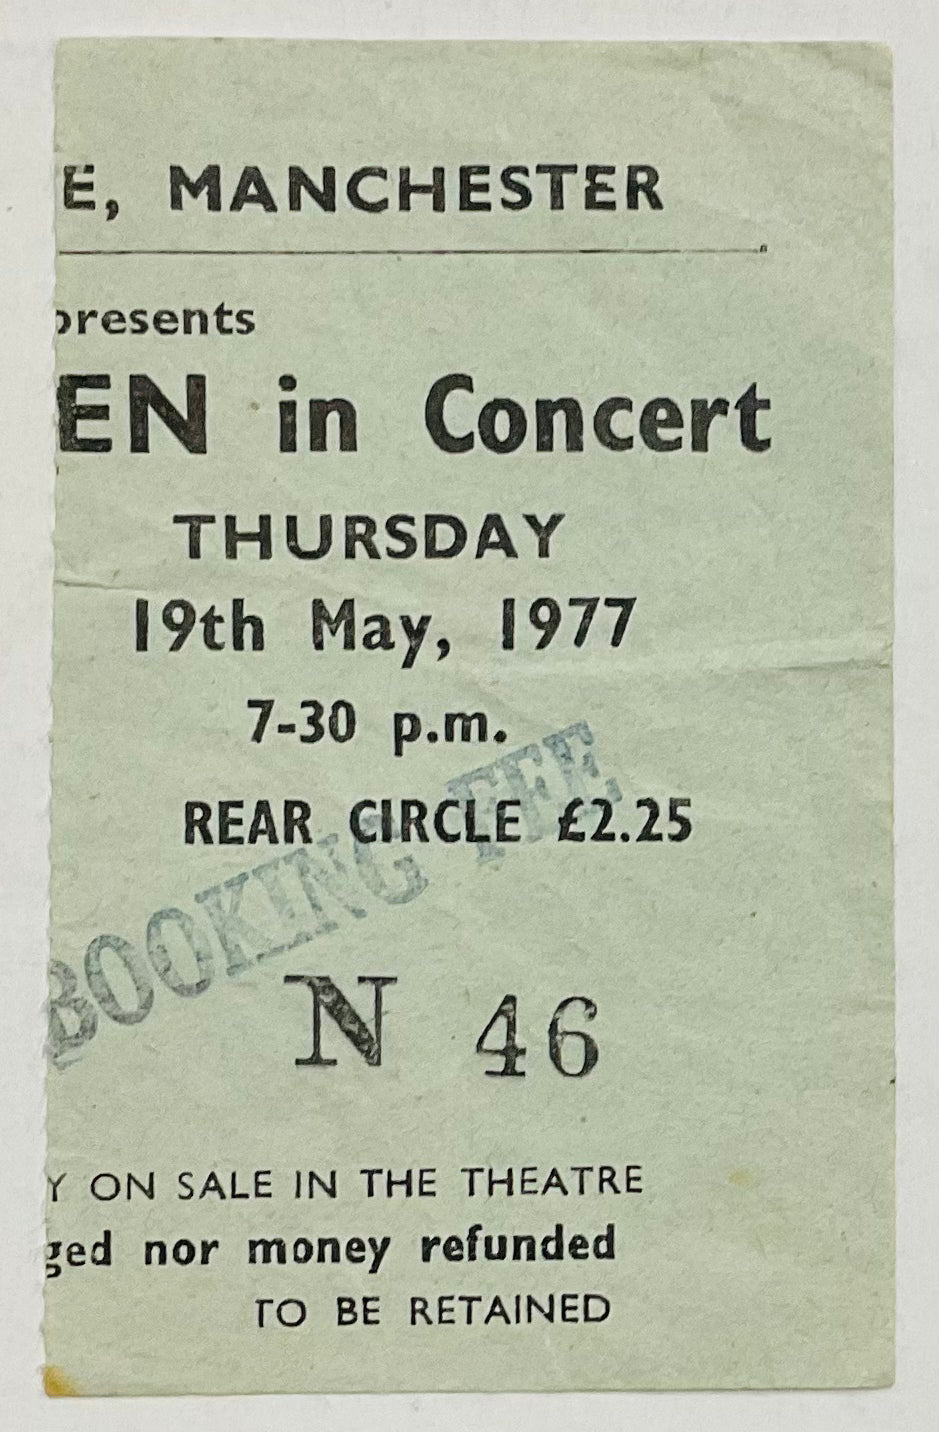 E, MANCHESTER
presents
EN in Concert
THURSDAY
19th May, 1977
7-30 p.m.
REAR CIRCLE £2.25
BOOKING FEE
N 46
Y ON SALE IN THE THEATRE
ged nor money refunded
TO BE RETAINED